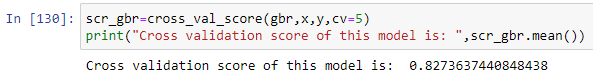 In [130]: scr_gbr=cross_val_score(gbr,x,y,cv=5)
print("Cross validation score of this model is: ",scr_gbr.mean())
Cross validation score of this model is:  0.8273637440848438